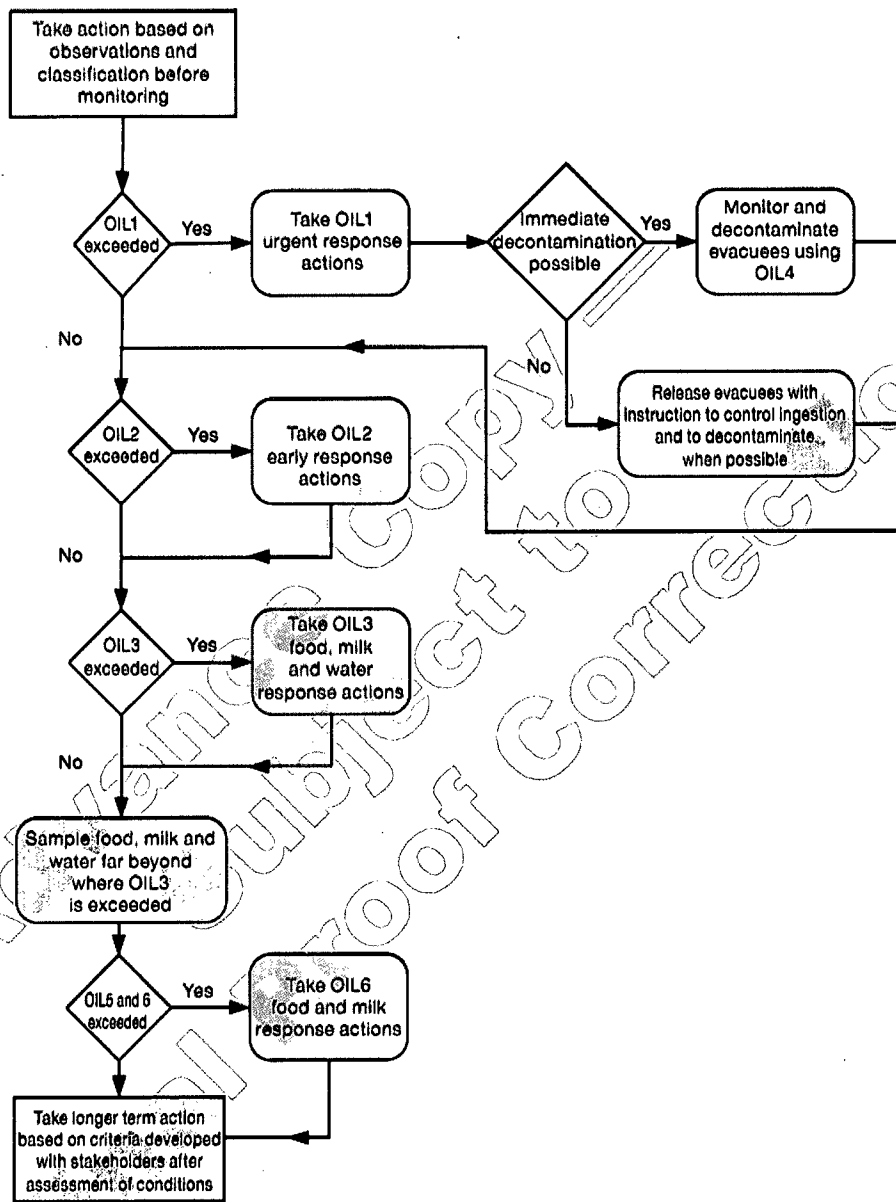 Take action based on
observations and
classification before
monitoring
OIL1
exceeded
Yes
Take OIL1
urgent response
actions
Immediate
decontamination
possible
Yes
Monitor and
decontaminate
evacuees using
OIL4
No
No
Release evacuees with
instruction to control ingestion
and to decontaminate,
when possible
OIL2
exceeded
Yes
Take OIL2
early response
actions
No
OIL3
exceeded
Yes
Take OIL3
food, milk
and water
response actions
No
Sample food, milk and
water far beyond
where OIL3
is exceeded
OIL5 and 6
exceeded
Yes
Take OIL6
food and milk
response actions
Take longer term action
based on criteria developed
with stakeholders after
assessment of conditions
Copy
Subject to
Proof Correctio